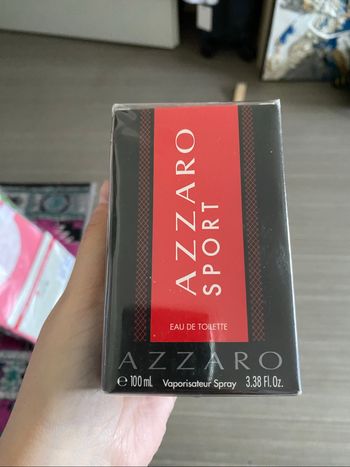 AZZARO
SPORT
EAU DE TOILETTE
AZZARO
℮ 100 mL Vaporisateur Spray 3.38 Fl. Oz.